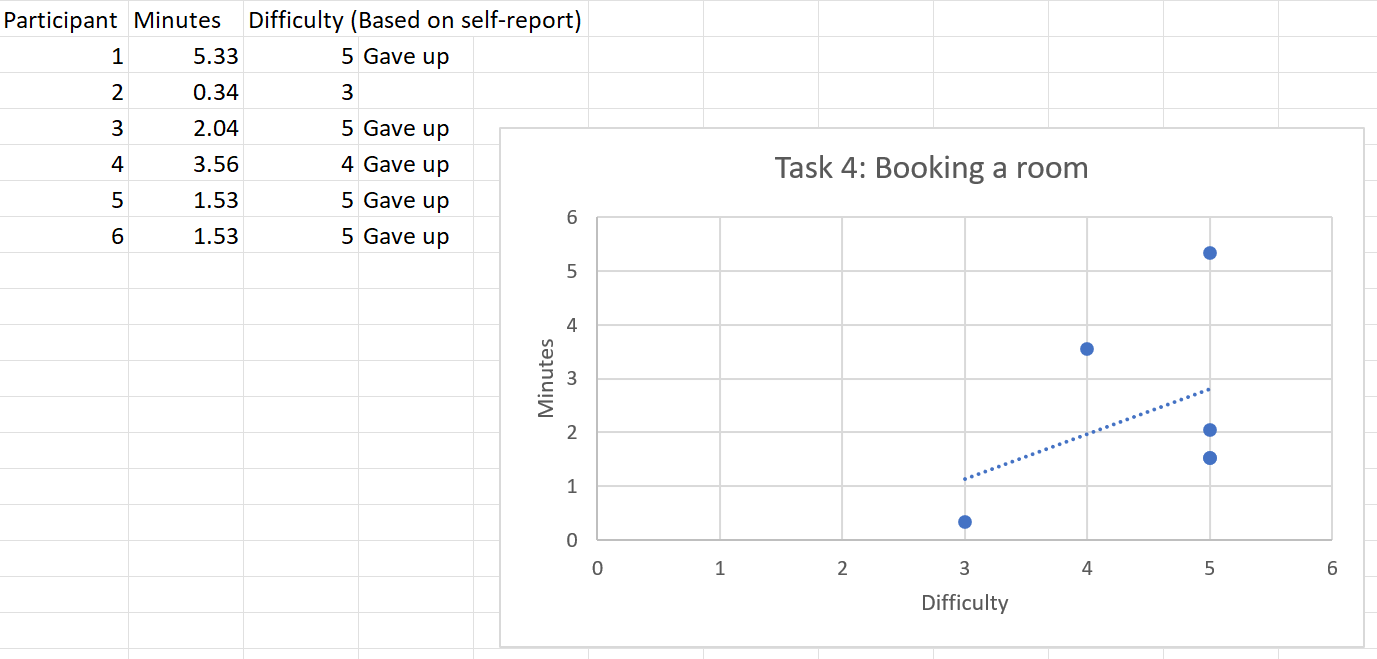 Participant Minutes Difficulty (Based on self-report)
1 5.33 5 Gave up
2 0.34 3
3 2.04 5 Gave up
4 3.56 4 Gave up
5 1.53 5 Gave up
6 1.53 5 Gave up
Task 4: Booking a room
6
5
4
3
2
1
0
Minutes
0 1 2 3 4 5 6
Difficulty